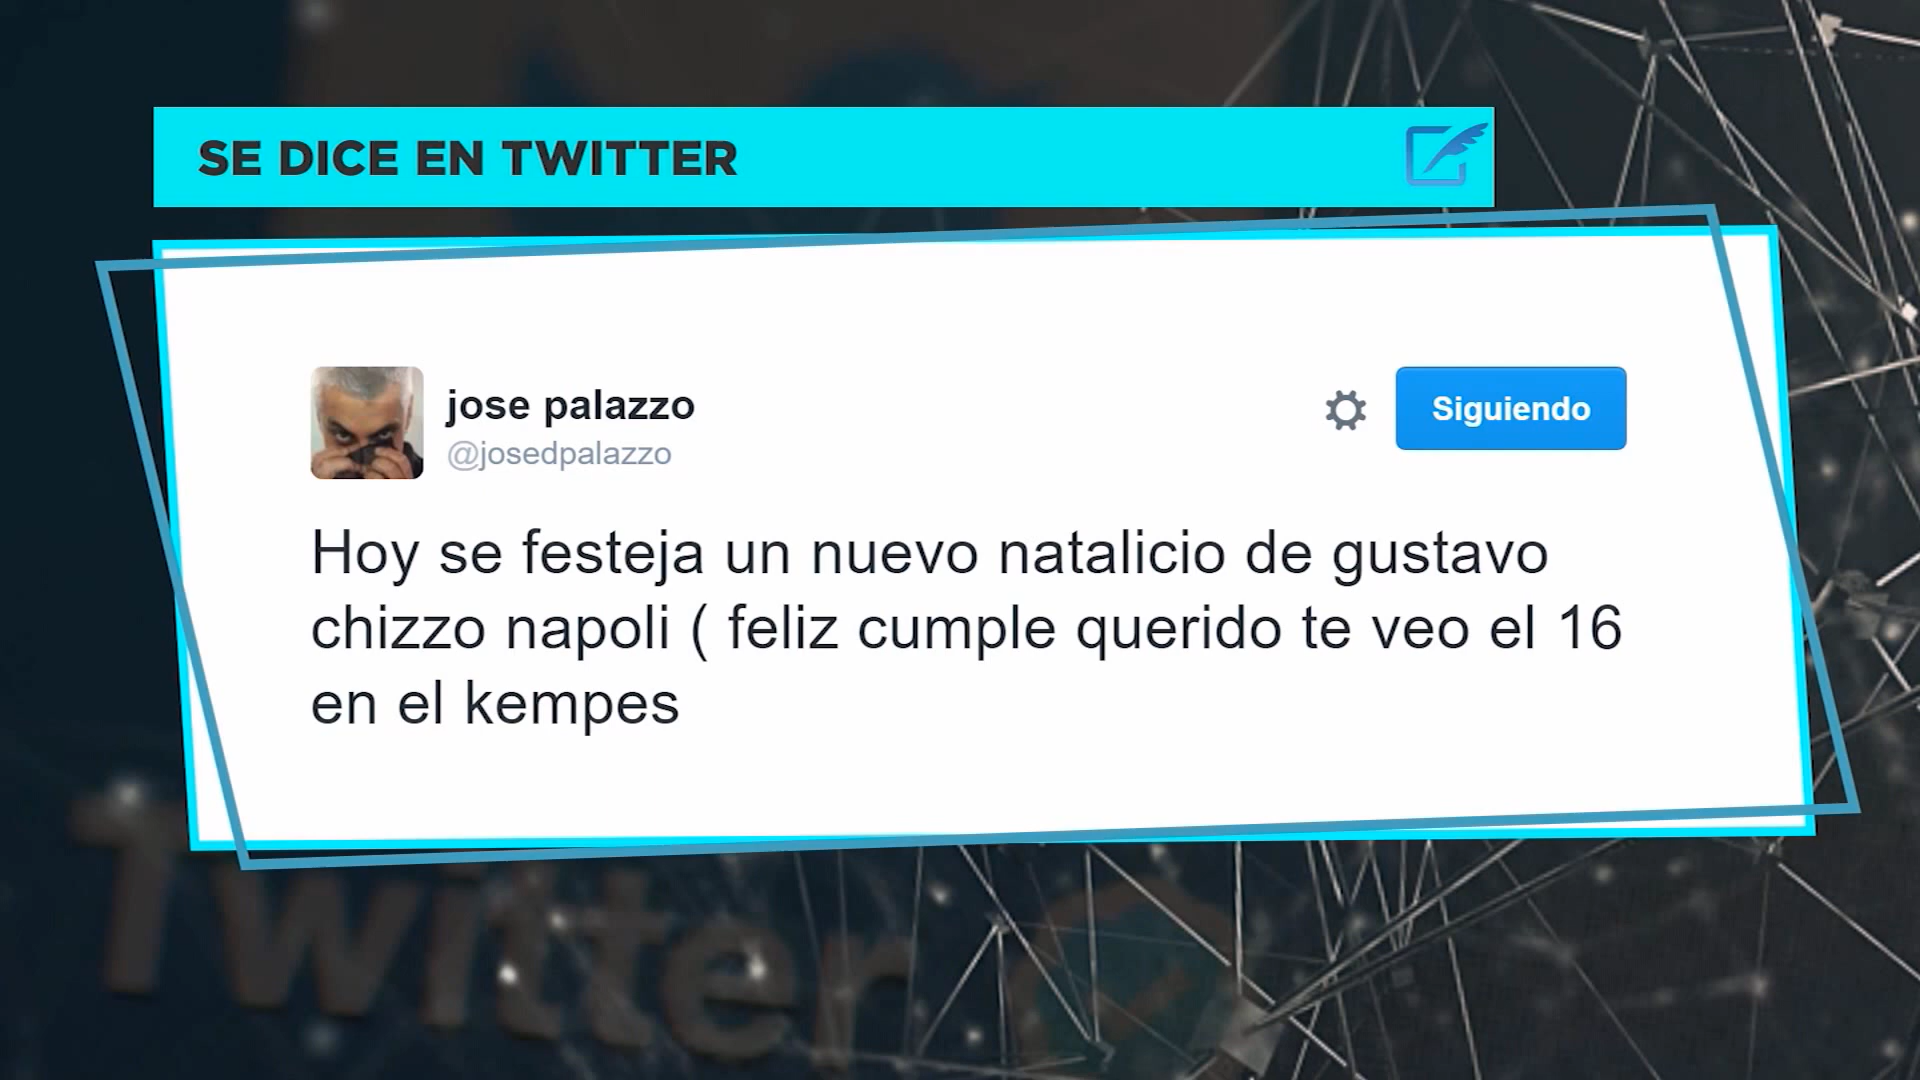 SE DICE EN TWITTER
jose palazzo
@josedpalazzo
Siguiendo
Hoy se festeja un nuevo natalicio de gustavo
chizzo napoli ( feliz cumple querido te veo el 16
en el kempes
Twitter